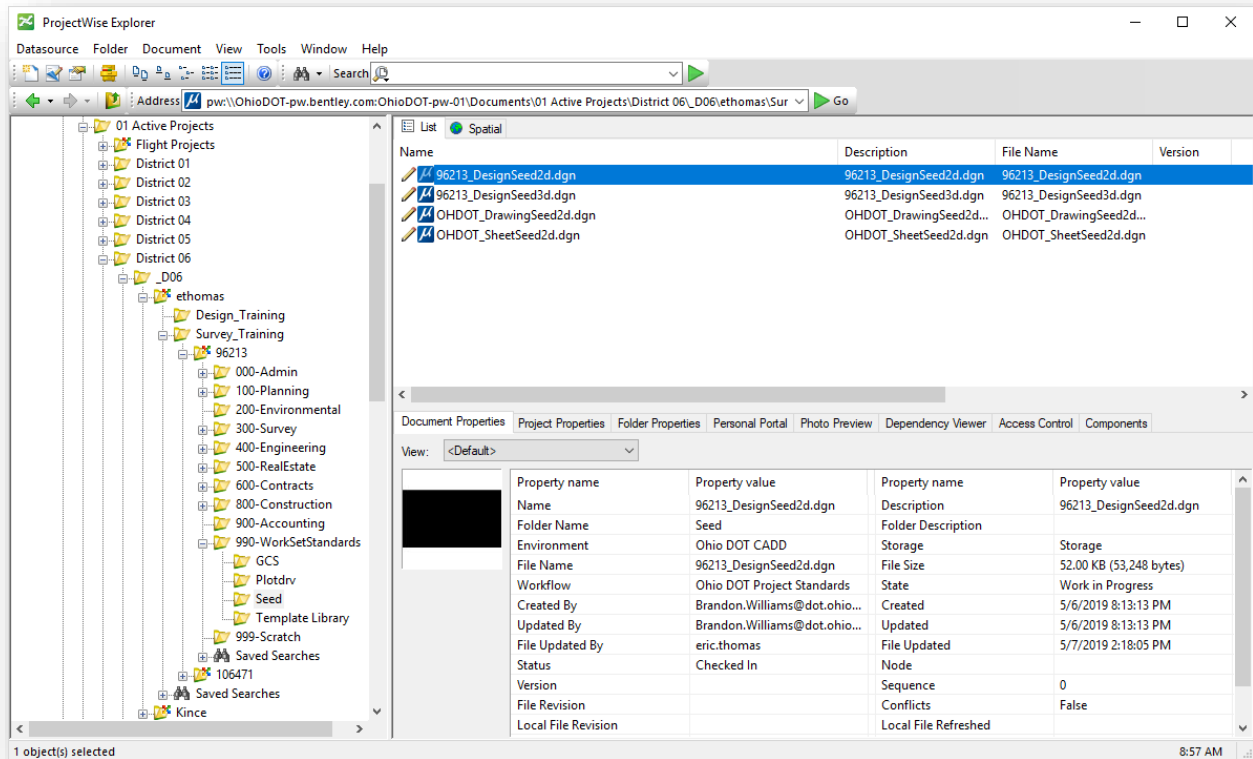 ProjectWise Explorer
Datasource Folder Document View Tools Window Help
Search
Address pw:\\OhioDOT-pw.bentley.com:OhioDOT-pw-01\Documents\01 Active Projects\District 06\_D06\ethomas\Sur Go
01 Active Projects
Flight Projects
District 01
District 02
District 03
District 04
District 05
District 06
_D06
ethomas
Design_Training
Survey_Training
96213
000-Admin
100-Planning
200-Environmental
300-Survey
400-Engineering
500-RealEstate
600-Contracts
800-Construction
900-Accounting
990-WorkSetStandards
GCS
Plotdrv
Seed
Template Library
999-Scratch
Saved Searches
106471
Saved Searches
Kince
List Spatial
Name Description File Name Version
96213_DesignSeed2d.dgn 96213_DesignSeed2d.dgn 96213_DesignSeed2d.dgn
96213_DesignSeed3d.dgn 96213_DesignSeed3d.dgn 96213_DesignSeed3d.dgn
OHDOT_DrawingSeed2d.dgn OHDOT_DrawingSeed2d... OHDOT_DrawingSeed2d...
OHDOT_SheetSeed2d.dgn OHDOT_SheetSeed2d.dgn OHDOT_SheetSeed2d.dgn
Document Properties Project Properties Folder Properties Personal Portal Photo Preview Dependency Viewer Access Control Components
View: <Default>
Property name Property value Property name Property value
Name 96213_DesignSeed2d.dgn Description 96213_DesignSeed2d.dgn
Folder Name Seed Folder Description
Environment Ohio DOT CADD Storage Storage
File Name 96213_DesignSeed2d.dgn File Size 52.00 KB (53,248 bytes)
Workflow Ohio DOT Project Standards State Work in Progress
Created By Brandon.Williams@dot.ohio... Created 5/6/2019 8:13:13 PM
Updated By Brandon.Williams@dot.ohio... Updated 5/6/2019 8:13:13 PM
File Updated By eric.thomas File Updated 5/7/2019 2:18:05 PM
Status Checked In Node
Version Sequence 0
File Revision Conflicts False
Local File Revision Local File Refreshed
1 object(s) selected 8:57 AM